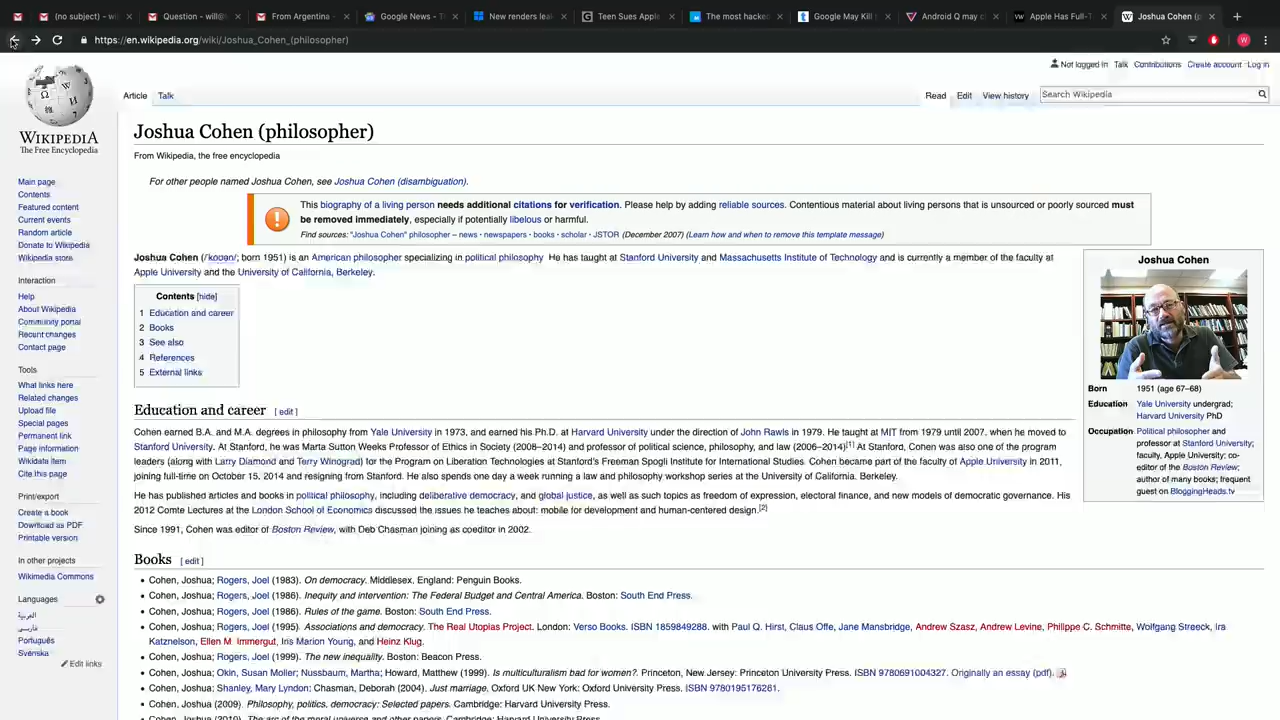 (no subject) - wi
Question - will@
From Argentina -
Google News - T
New renders leak
Teen Sues Apple
The most hacked
Google May Kill
Android Q may c
Apple Has Full-T
Joshua Cohen (p
https://en.wikipedia.org/wiki/Joshua_Cohen_(philosopher)
Not logged in Talk Contributions Create account Log in
Article Talk Read Edit View history Search Wikipedia
WIKIPEDIA
The Free Encyclopedia
Main page
Contents
Featured content
Current events
Random article
Donate to Wikipedia
Wikipedia store
Interaction
Help
About Wikipedia
Community portal
Recent changes
Contact page
Tools
What links here
Related changes
Upload file
Special pages
Permanent link
Page information
Wikidata item
Cite this page
Print/export
Create a book
Download as PDF
Printable version
In other projects
Wikimedia Commons
Languages
العربية
فارسی
Português
Svenska
Edit links
Joshua Cohen (philosopher)
From Wikipedia, the free encyclopedia
For other people named Joshua Cohen, see Joshua Cohen (disambiguation).
This biography of a living person needs additional citations for verification. Please help by adding reliable sources. Contentious material about living persons that is unsourced or poorly sourced must
be removed immediately, especially if potentially libelous or harmful.
Find sources: "Joshua Cohen" philosopher – news · newspapers · books · scholar · JSTOR (December 2007) (Learn how and when to remove this template message)
Joshua Cohen (/ˈkoʊən/; born 1951) is an American philosopher specializing in political philosophy. He has taught at Stanford University and Massachusetts Institute of Technology and is currently a member of the faculty at
Apple University and the University of California, Berkeley.
Contents [hide]
1 Education and career
2 Books
3 See also
4 References
5 External links
Joshua Cohen
Born 1951 (age 67–68)
Education Yale University undergrad;
Harvard University PhD
Occupation Political philosopher and
professor at Stanford University;
faculty, Apple University; co-
editor of the Boston Review;
author of many books; frequent
guest on BloggingHeads.tv
Education and career [ edit ]
Cohen earned B.A. and M.A. degrees in philosophy from Yale University in 1973, and earned his Ph.D. at Harvard University under the direction of John Rawls in 1979. He taught at MIT from 1979 until 2007, when he moved to
Stanford University. At Stanford, he was Marta Sutton Weeks Professor of Ethics in Society (2008–2014) and professor of political science, philosophy, and law (2006–2014)[1] At Stanford, Cohen was also one of the program
leaders (along with Larry Diamond and Terry Winograd) for the Program on Liberation Technologies at Stanford's Freeman Spogli Institute for International Studies. Cohen became part of the faculty of Apple University in 2011,
joining full-time on October 15, 2014 and resigning from Stanford. He also spends one day a week running a law and philosophy workshop series at the University of California, Berkeley.
He has published articles and books in political philosophy, including deliberative democracy, and global justice, as well as such topics as freedom of expression, electoral finance, and new models of democratic governance. His
2012 Comte Lectures at the London School of Economics discussed the issues he teaches about: mobile for development and human-centered design.[2]
Since 1991, Cohen was editor of Boston Review, with Deb Chasman joining as coeditor in 2002.
Books [ edit ]
• Cohen, Joshua; Rogers, Joel (1983). On democracy. Middlesex, England: Penguin Books.
• Cohen, Joshua; Rogers, Joel (1986). Inequity and intervention: The Federal Budget and Central America. Boston: South End Press.
• Cohen, Joshua; Rogers, Joel (1986). Rules of the game. Boston: South End Press.
• Cohen, Joshua; Rogers, Joel (1995). Associations and democracy. The Real Utopias Project. London: Verso Books. ISBN 1859849288. with Paul Q. Hirst, Claus Offe, Jane Mansbridge, Andrew Szasz, Andrew Levine, Philippe C. Schmitte, Wolfgang Streeck, Ira
Katznelson, Ellen M. Immergut, Iris Marion Young, and Heinz Klug.
• Cohen, Joshua; Rogers, Joel (1999). The new inequality. Boston: Beacon Press.
• Cohen, Joshua; Okin, Susan Moller; Nussbaum, Martha; Howard, Matthew (1999). Is multiculturalism bad for women?. Princeton, New Jersey: Princeton University Press. ISBN 9780691004327. Originally an essay (pdf).
• Cohen, Joshua; Shanley, Mary Lyndon; Chasman, Deborah (2004). Just marriage. Oxford UK New York: Oxford University Press. ISBN 9780195176261.
• Cohen, Joshua (2009). Philosophy, politics, democracy: Selected papers. Cambridge: Harvard University Press.
• Cohen, Joshua (2010). The arc of the moral universe and other papers. Cambridge: Harvard University Press.